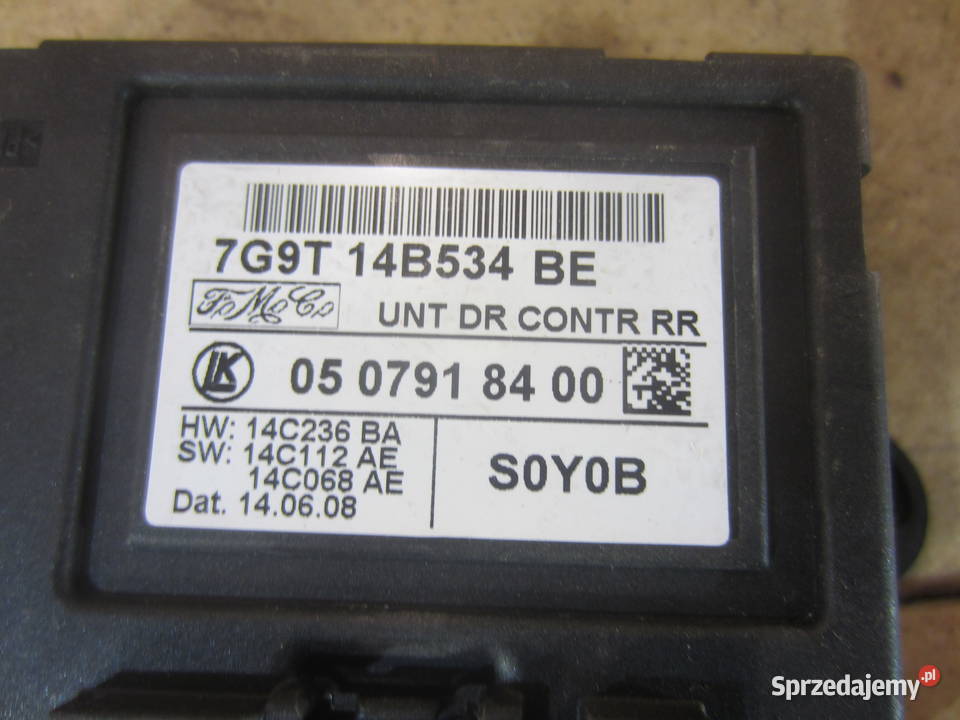 7G9T 14B534 BE
FoMoCo
UNT DR CONTR RR
LK
05 0791 84 00
HW: 14C236 BA
SW: 14C112 AE
14C068 AE
Dat. 14.06.08
S0Y0B
Sprzedajemy.pl